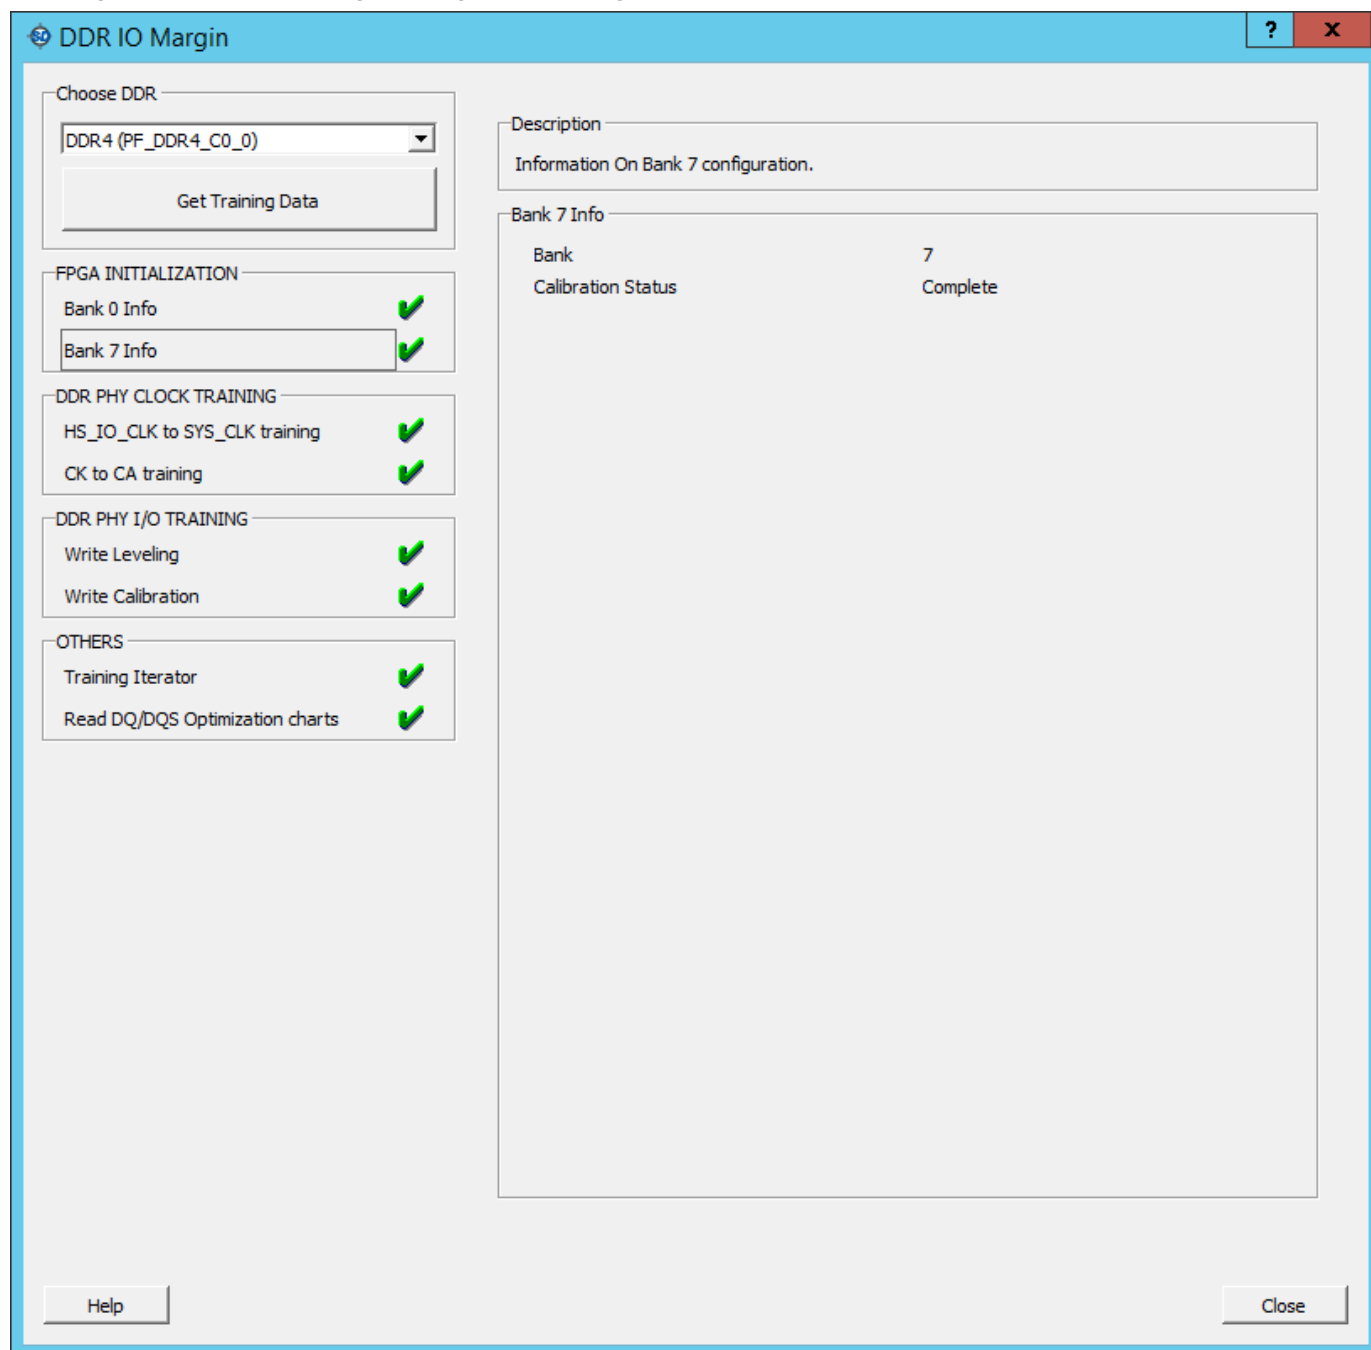 DDR IO Margin
?
x
Choose DDR
DDR4 (PF_DDR4_C0_0)
Get Training Data
FPGA INITIALIZATION
Bank 0 Info
Bank 7 Info
DDR PHY CLOCK TRAINING
HS_IO_CLK to SYS_CLK training
CK to CA training
DDR PHY I/O TRAINING
Write Leveling
Write Calibration
OTHERS
Training Iterator
Read DQ/DQS Optimization charts
Description
Information On Bank 7 configuration.
Bank 7 Info
Bank 7
Calibration Status Complete
Help
Close